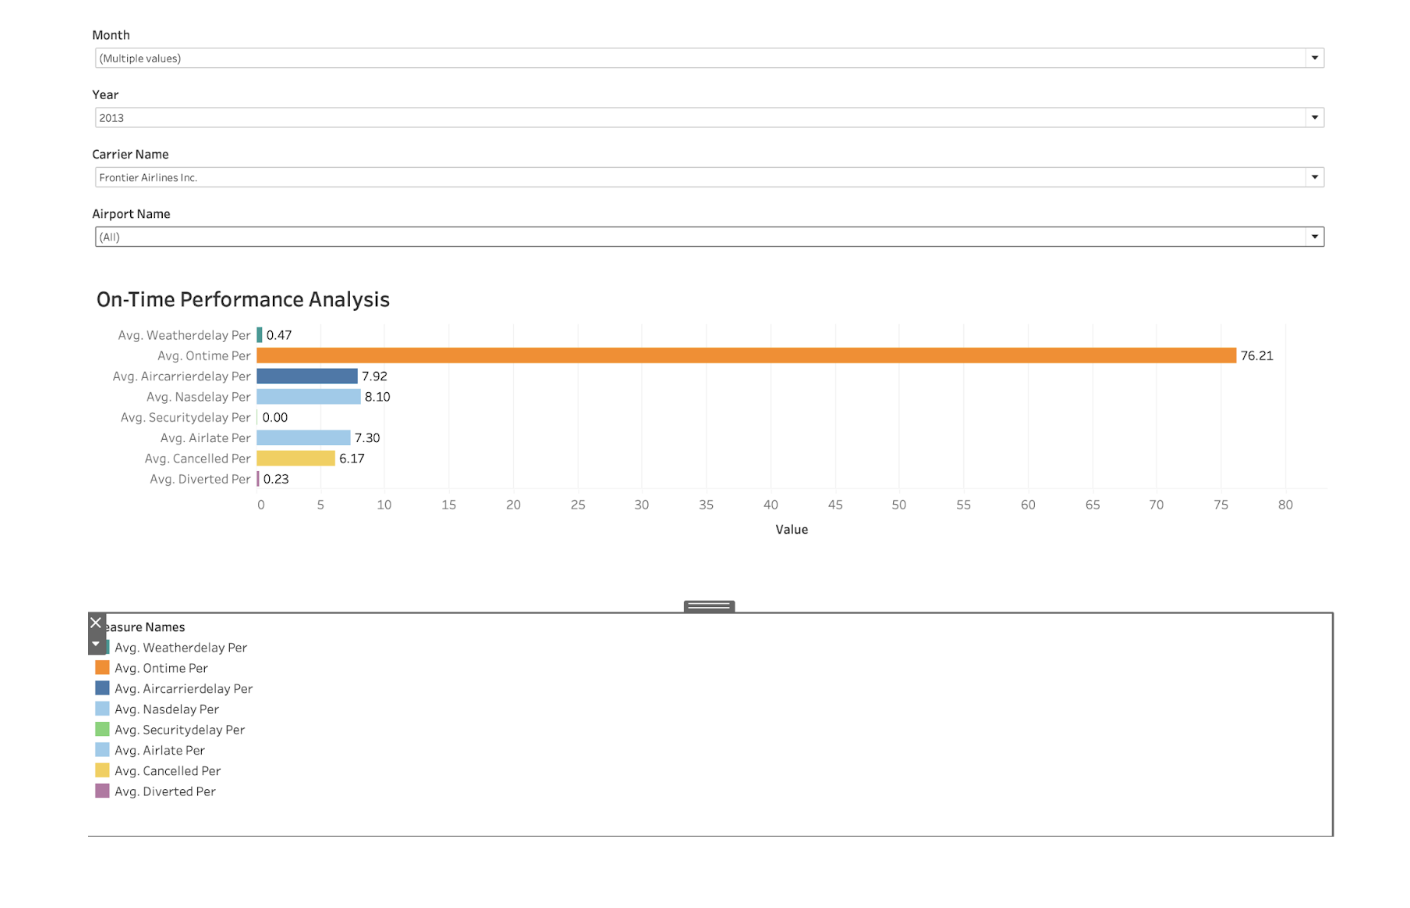 Month
(Multiple values)
Year
2013
Carrier Name
Frontier Airlines Inc.
Airport Name
(All)
On-Time Performance Analysis
Avg. Weatherdelay Per 0.47
Avg. Ontime Per 76.21
Avg. Aircarrierdelay Per 7.92
Avg. Nasdelay Per 8.10
Avg. Securitydelay Per 0.00
Avg. Airlate Per 7.30
Avg. Cancelled Per 6.17
Avg. Diverted Per 0.23
0 5 10 15 20 25 30 35 40 45 50 55 60 65 70 75 80
Value
easure Names
Avg. Weatherdelay Per
Avg. Ontime Per
Avg. Aircarrierdelay Per
Avg. Nasdelay Per
Avg. Securitydelay Per
Avg. Airlate Per
Avg. Cancelled Per
Avg. Diverted Per